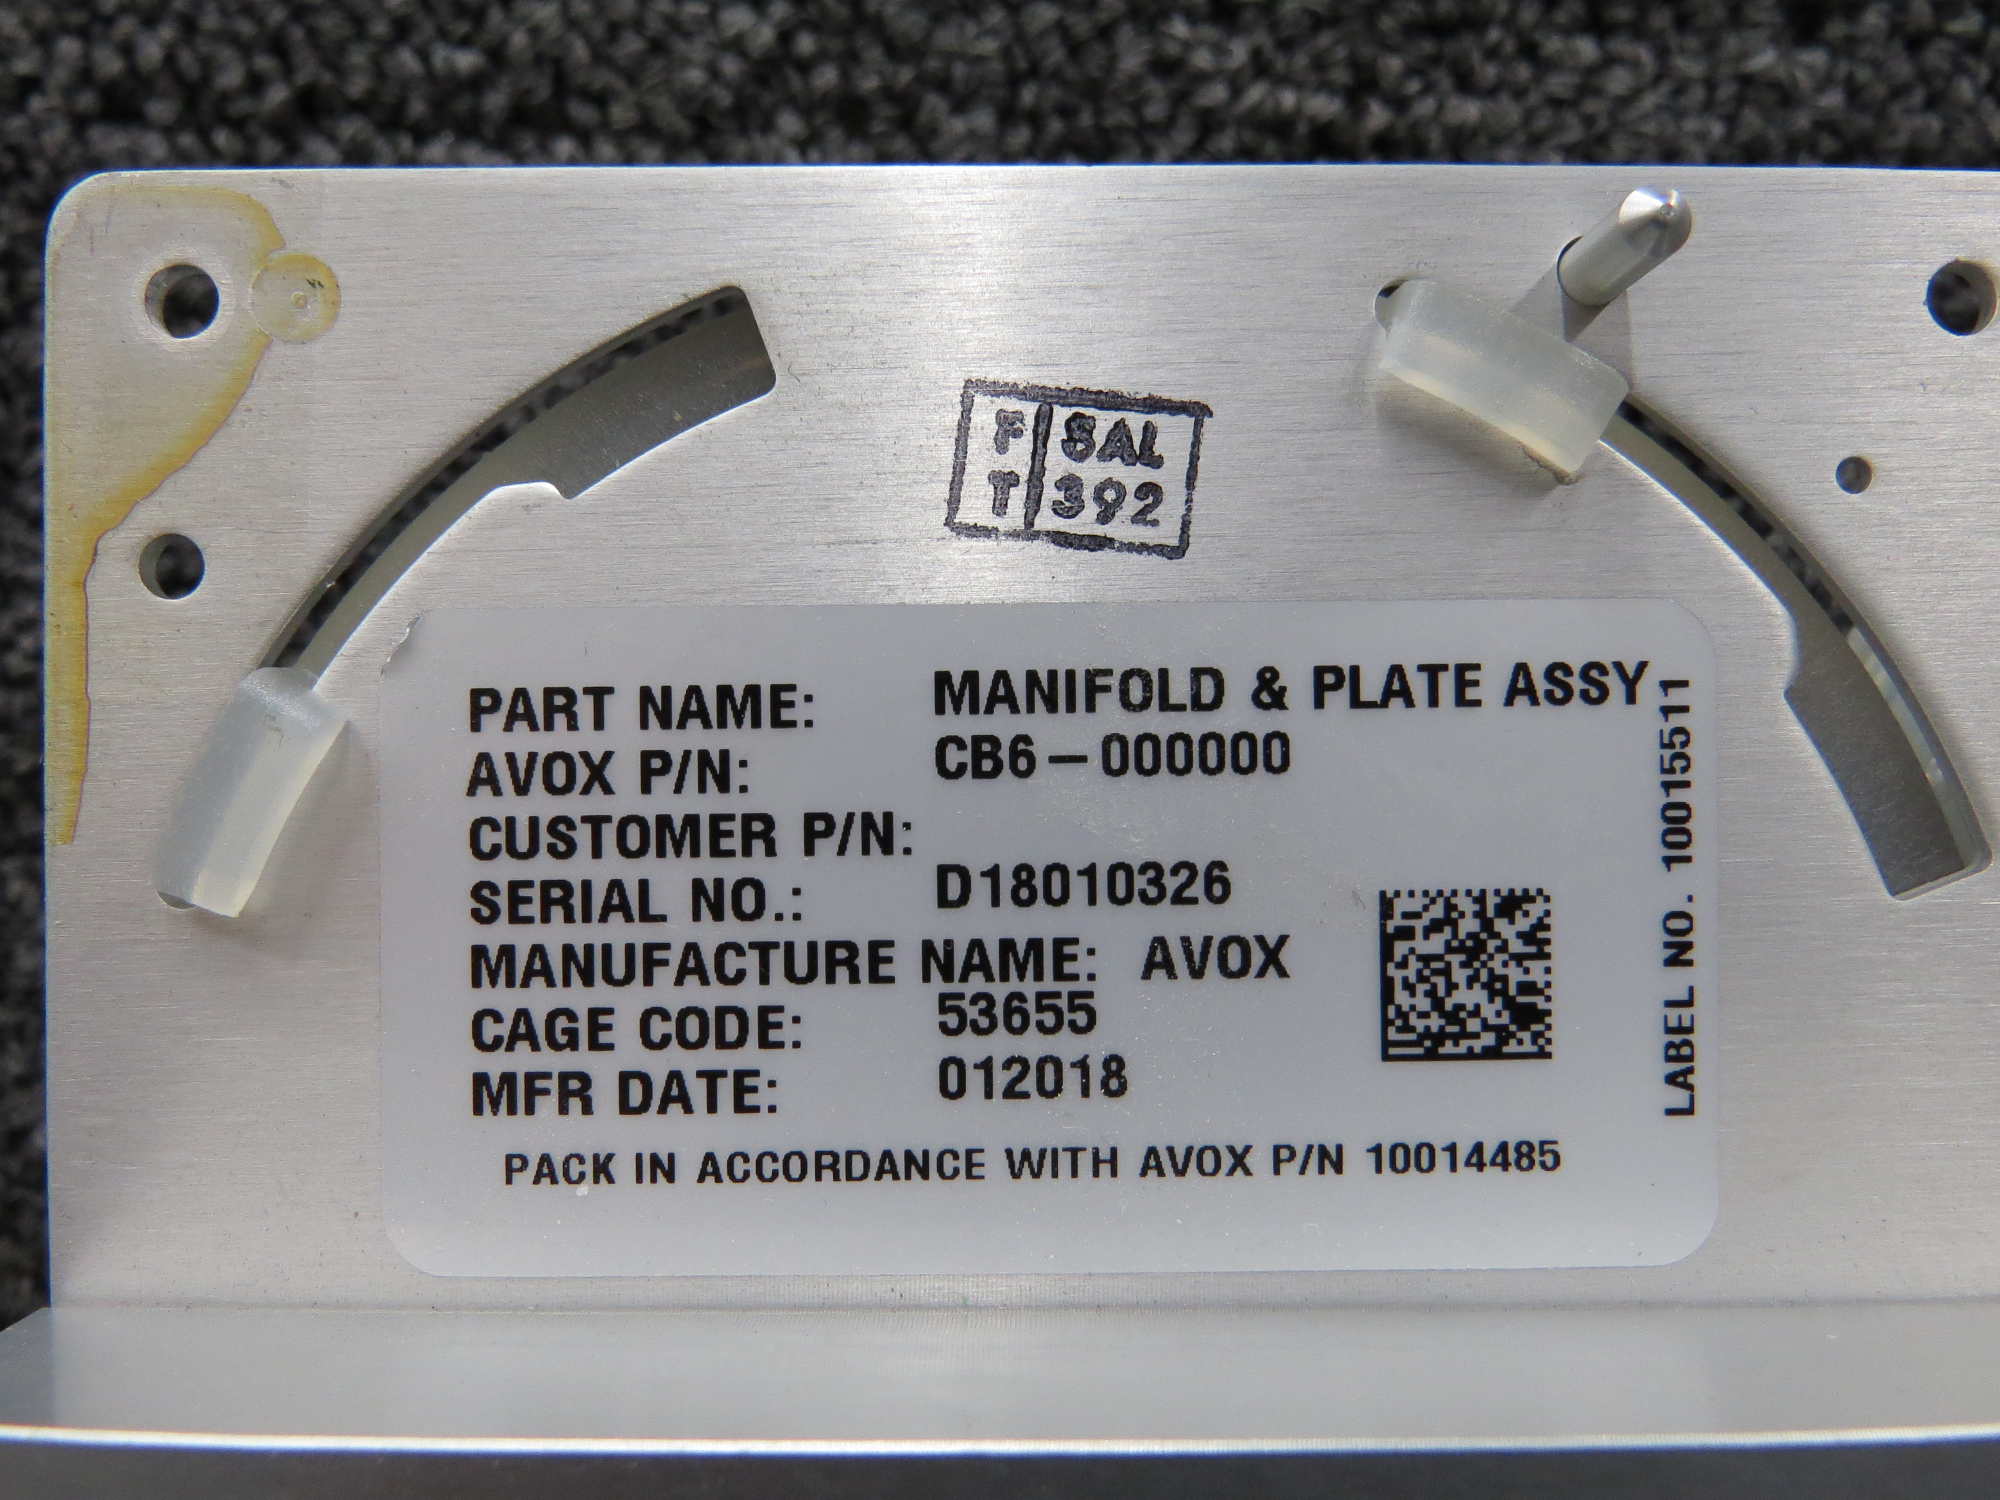 F SAL
T 392
PART NAME: MANIFOLD & PLATE ASSY
AVOX P/N: CB6-000000
CUSTOMER P/N:
SERIAL NO.: D18010326
MANUFACTURE NAME: AVOX
CAGE CODE: 53655
MFR DATE: 012018
PACK IN ACCORDANCE WITH AVOX P/N 10014485
LABEL NO. 10015511